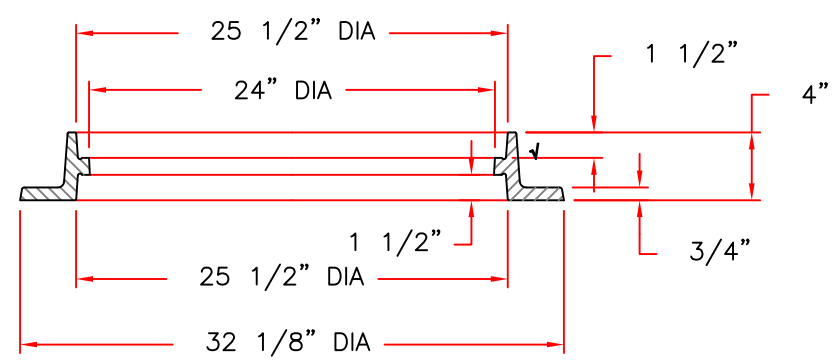 25 1/2” DIA
1 1/2”
24” DIA
4”
√
1 1/2”
3/4”
25 1/2” DIA
32 1/8” DIA